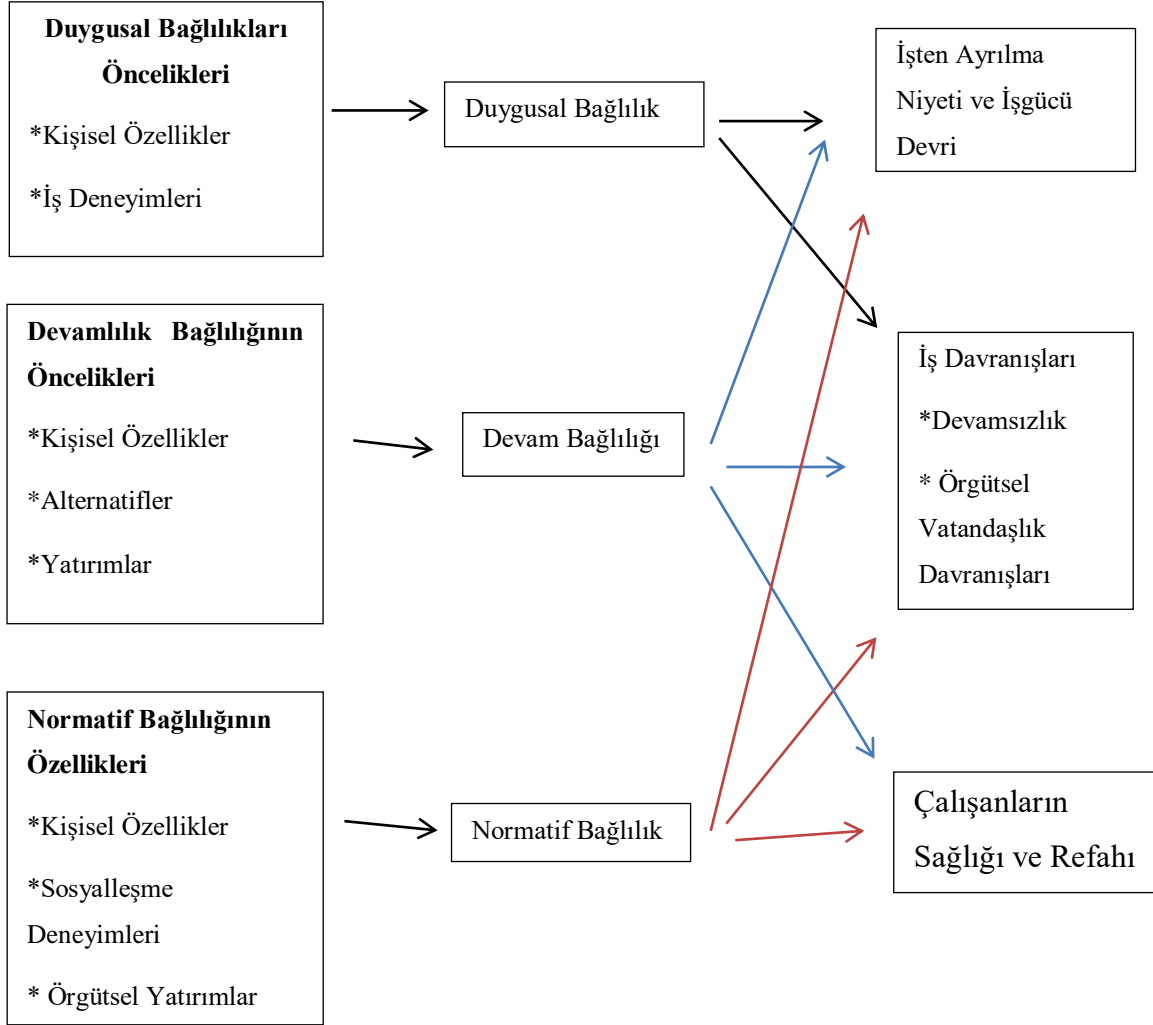 Duygusal Bağlılıkları
Öncelikleri
*Kişisel Özellikler
*İş Deneyimleri
Duygusal Bağlılık
İşten Ayrılma
Niyeti ve İşgücü
Devri
Devamlılık Bağlılığının
Öncelikleri
*Kişisel Özellikler
*Alternatifler
*Yatırımlar
Devam Bağlılığı
İş Davranışları
*Devamsızlık
* Örgütsel
Vatandaşlık
Davranışları
Normatif Bağlılığının
Özellikleri
*Kişisel Özellikler
*Sosyalleşme
Deneyimleri
* Örgütsel Yatırımlar
Normatif Bağlılık
Çalışanların
Sağlığı ve Refahı